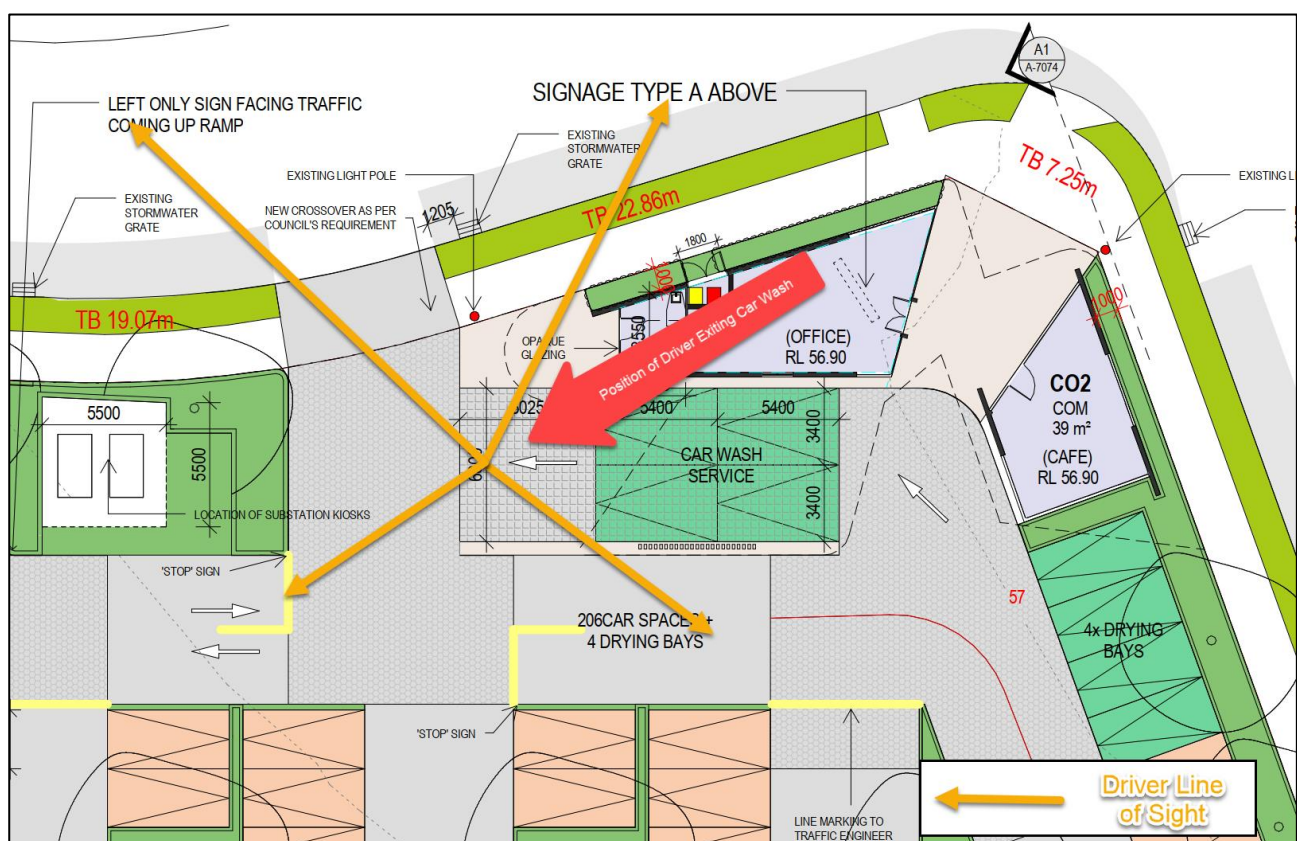 A1
A-7074
LEFT ONLY SIGN FACING TRAFFIC
COMING UP RAMP
SIGNAGE TYPE A ABOVE
EXISTING
STORMWATER
GRATE
EXISTING LIGHT POLE
EXISTING
STORMWATER
GRATE
NEW CROSSOVER AS PER
COUNCIL'S REQUIREMENT
1205
TB 22.86m
TB 7.25m
EXISTING LI
1800
1000
TB 19.07m
OPAQUE
GLAZING
Position of Driver Exiting Car Wash
(OFFICE)
RL 56.90
1000
CO2
COM
39 m²
(CAFE)
RL 56.90
5500
5500
5400
5400
3400
3400
CAR WASH
SERVICE
LOCATION OF SUBSTATION KIOSKS
'STOP' SIGN
206CAR SPACES +
4 DRYING BAYS
57
4x DRYING
BAYS
'STOP' SIGN
LINE MARKING TO
TRAFFIC ENGINEER
Driver Line
of Sight